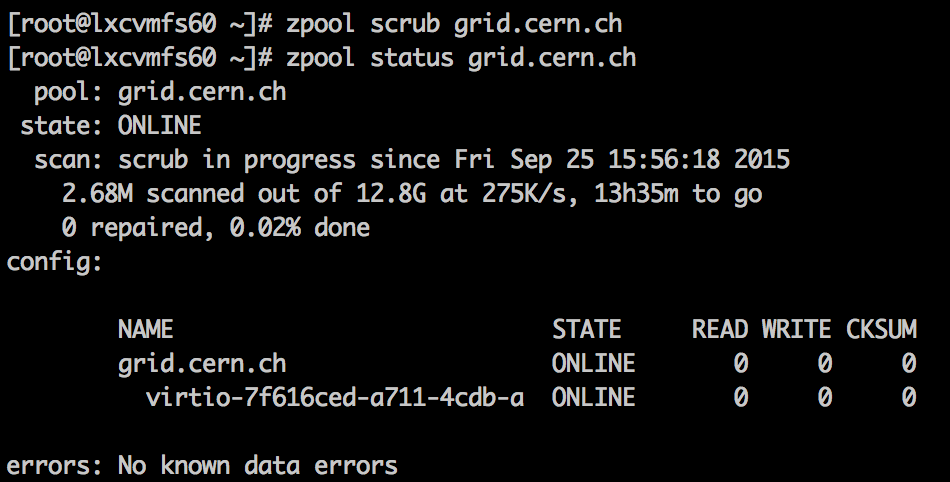 [root@lxcvmfs60 ~]# zpool scrub grid.cern.ch
[root@lxcvmfs60 ~]# zpool status grid.cern.ch
  pool: grid.cern.ch
 state: ONLINE
  scan: scrub in progress since Fri Sep 25 15:56:18 2015
    2.68M scanned out of 12.8G at 275K/s, 13h35m to go
    0 repaired, 0.02% done
config:

        NAME                           STATE     READ WRITE CKSUM
        grid.cern.ch                   ONLINE       0     0     0
          virtio-7f616ced-a711-4cdb-a  ONLINE       0     0     0

errors: No known data errors